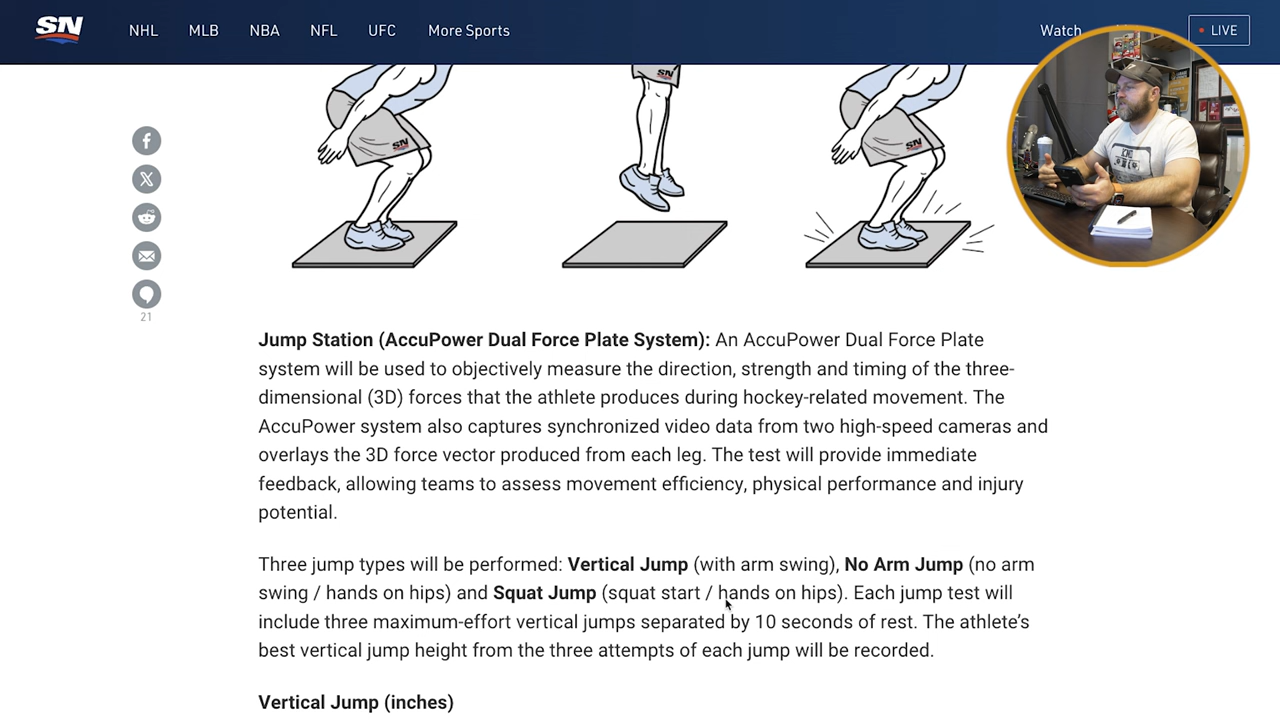 SN NHL MLB NBA NFL UFC More Sports Watch LIVE
SN
SN
SN
21
Jump Station (AccuPower Dual Force Plate System): An AccuPower Dual Force Plate
system will be used to objectively measure the direction, strength and timing of the three-
dimensional (3D) forces that the athlete produces during hockey-related movement. The
AccuPower system also captures synchronized video data from two high-speed cameras and
overlays the 3D force vector produced from each leg. The test will provide immediate
feedback, allowing teams to assess movement efficiency, physical performance and injury
potential.
Three jump types will be performed: Vertical Jump (with arm swing), No Arm Jump (no arm
swing / hands on hips) and Squat Jump (squat start / hands on hips). Each jump test will
include three maximum-effort vertical jumps separated by 10 seconds of rest. The athlete’s
best vertical jump height from the three attempts of each jump will be recorded.
Vertical Jump (inches)